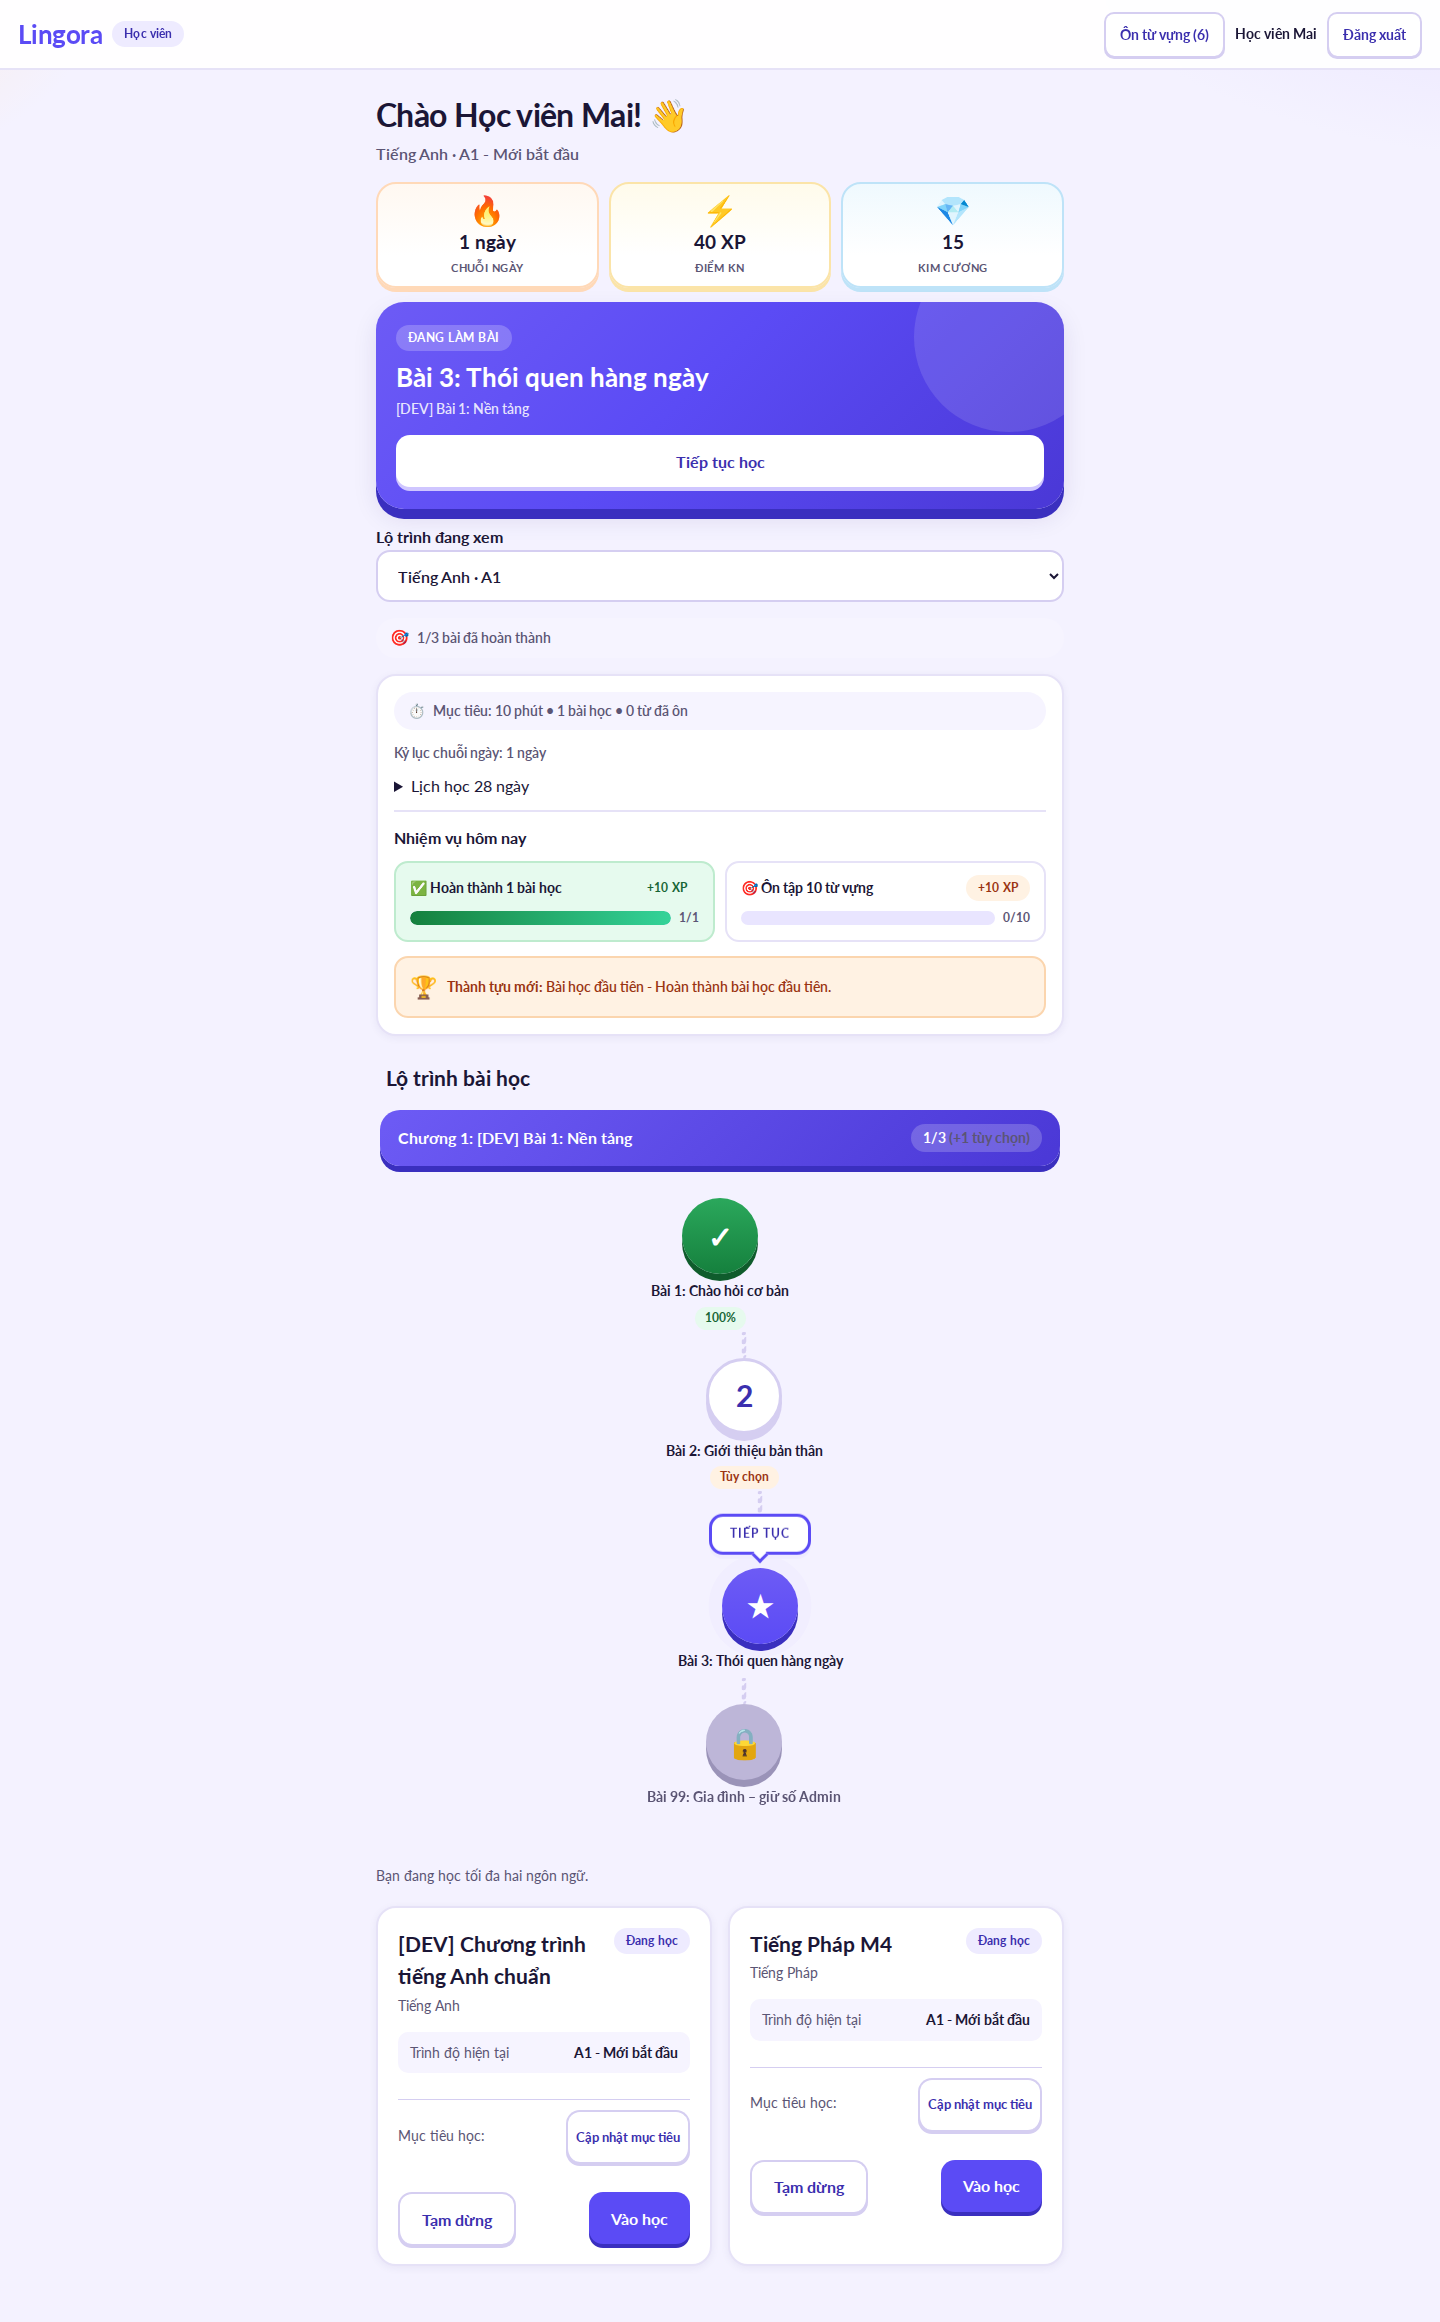 Lingora
Học viên
Ôn từ vựng (6)
Học viên Mai
Đăng xuất
Chào Học viên Mai! 👋
Tiếng Anh · A1 - Mới bắt đầu
1 ngày
CHUỖI NGÀY
40 XP
ĐIỂM KN
15
KIM CƯƠNG
ĐANG LÀM BÀI
Bài 3: Thói quen hàng ngày
[DEV] Bài 1: Nền tảng
Tiếp tục học
Lộ trình đang xem
Tiếng Anh · A1
1/3 bài đã hoàn thành
Mục tiêu: 10 phút • 1 bài học • 0 từ đã ôn
Kỷ lục chuỗi ngày: 1 ngày
Lịch học 28 ngày
Nhiệm vụ hôm nay
Hoàn thành 1 bài học
+10 XP
1/1
Ôn tập 10 từ vựng
+10 XP
0/10
Thành tựu mới: Bài học đầu tiên - Hoàn thành bài học đầu tiên.
Lộ trình bài học
Chương 1: [DEV] Bài 1: Nền tảng
1/3 (+1 tùy chọn)
✓
Bài 1: Chào hỏi cơ bản
100%
2
Bài 2: Giới thiệu bản thân
Tùy chọn
TIẾP TỤC
★
Bài 3: Thói quen hàng ngày
Bài 99: Gia đình – giữ số Admin
Bạn đang học tối đa hai ngôn ngữ.
[DEV] Chương trình
tiếng Anh chuẩn
Đang học
Tiếng Anh
Trình độ hiện tại
A1 - Mới bắt đầu
Mục tiêu học:
Cập nhật mục tiêu
Tạm dừng
Vào học
Tiếng Pháp M4
Đang học
Tiếng Pháp
Trình độ hiện tại
A1 - Mới bắt đầu
Mục tiêu học:
Cập nhật mục tiêu
Tạm dừng
Vào học